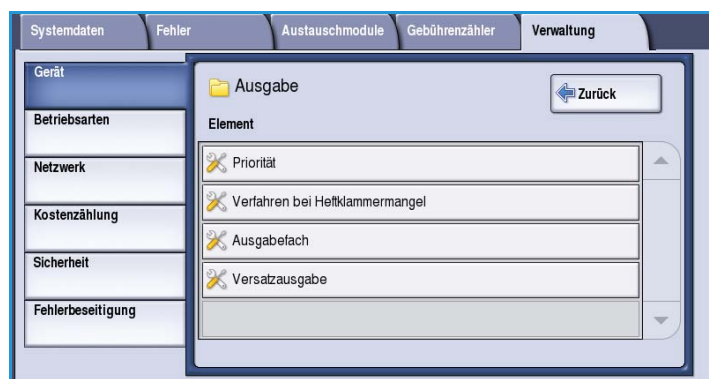 Systemdaten
Fehler
Austauschmodule
Gebührenzähler
Verwaltung
Gerät
Betriebsarten
Netzwerk
Kostenzählung
Sicherheit
Fehlerbeseitigung
Ausgabe
Zurück
Element
Priorität
Verfahren bei Heftklammermangel
Ausgabefach
Versatzausgabe